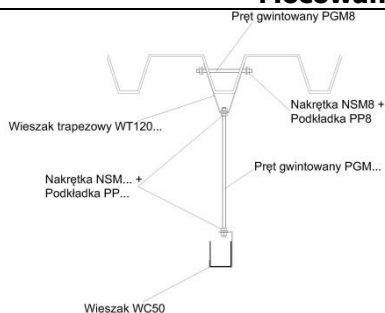 Pręt gwintowany PGM8
Nakrętka NSM8 +
Podkładka PP8
Wieszak trapezowy WT120...
Nakrętka NSM... +
Podkładka PP...
Pręt gwintowany PGM...
Wieszak WC50